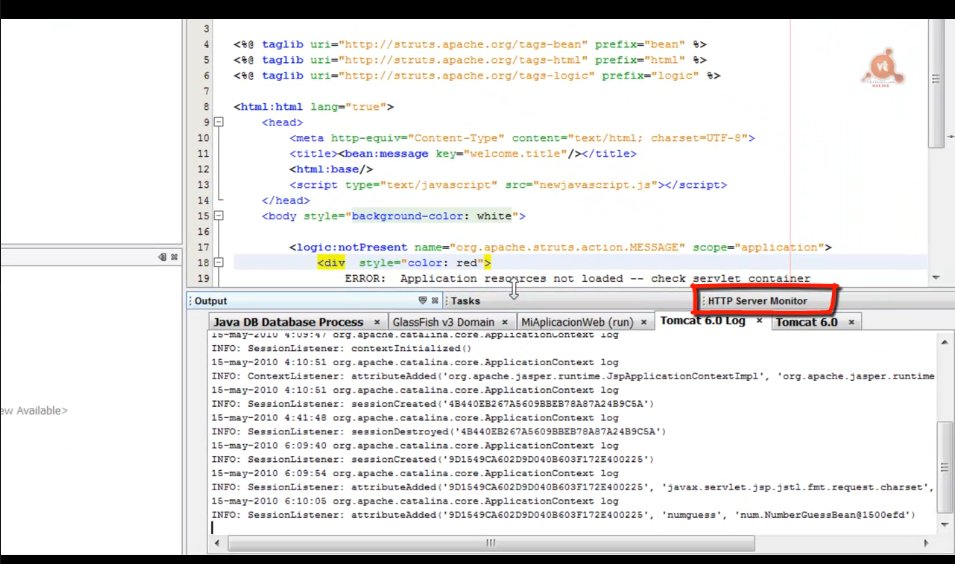 3
4 <%@ taglib uri="http://struts.apache.org/tags-bean" prefix="bean" %>
5 <%@ taglib uri="http://struts.apache.org/tags-html" prefix="html" %>
6 <%@ taglib uri="http://struts.apache.org/tags-logic" prefix="logic" %>
7
8 <html:html lang="true">
9 <head>
10 <meta http-equiv="Content-Type" content="text/html; charset=UTF-8">
11 <title><bean:message key="welcome.title"/></title>
12 <html:base/>
13 <script type="text/javascript" src="newjavascript.js"></script>
14 </head>
15 <body style="background-color: white">
16
17 <logic:notPresent name="org.apache.struts.action.MESSAGE" scope="application">
18 <div style="color: red">
19 ERROR: Application resources not loaded -- check servlet container
vt
Output Tasks HTTP Server Monitor
Java DB Database Process × GlassFish v3 Domain × MiAplicacionWeb (run) × Tomcat 6.0 Log × Tomcat 6.0 ×
15-may-2010 4:09:47 org.apache.catalina.core.ApplicationContext log
INFO: SessionListener: contextInitialized()
15-may-2010 4:10:51 org.apache.catalina.core.ApplicationContext log
INFO: ContextListener: attributeAdded('org.apache.jasper.runtime.JspApplicationContextImpl', 'org.apache.jasper.runtime
15-may-2010 4:10:51 org.apache.catalina.core.ApplicationContext log
INFO: SessionListener: sessionCreated('4B440EB267A5609BBEB78A87A24B9C5A')
15-may-2010 4:41:48 org.apache.catalina.core.ApplicationContext log
INFO: SessionListener: sessionDestroyed('4B440EB267A5609BBEB78A87A24B9C5A')
15-may-2010 6:09:40 org.apache.catalina.core.ApplicationContext log
INFO: SessionListener: sessionCreated('9D1549CA602D9D040B603F172E400225')
15-may-2010 6:09:54 org.apache.catalina.core.ApplicationContext log
INFO: SessionListener: attributeAdded('9D1549CA602D9D040B603F172E400225', 'javax.servlet.jsp.jstl.fmt.request.charset',
15-may-2010 6:10:05 org.apache.catalina.core.ApplicationContext log
INFO: SessionListener: attributeAdded('9D1549CA602D9D040B603F172E400225', 'numguess', 'num.NumberGuessBean@1500efd')
ew Available>